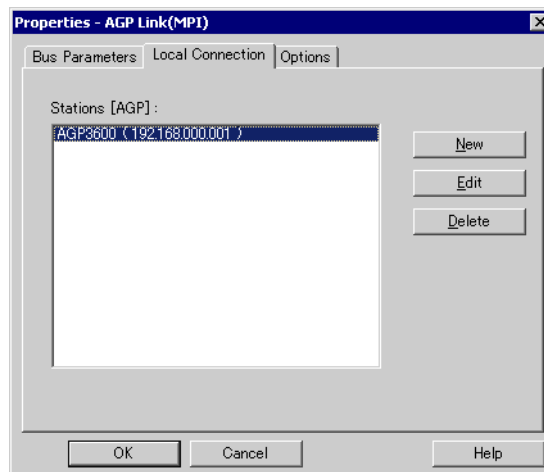 Properties - AGP Link(MPI)
Bus Parameters
Local Connection
Options
Stations [AGP] :
AGP3600 ( 192.168.000.001 )
New
Edit
Delete
OK
Cancel
Help